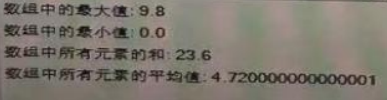 数组中的最大值: 9.8
数组中的最小值: 0.0
数组中所有元素的和: 23.6
数组中所有元素的平均值: 4.720000000000001